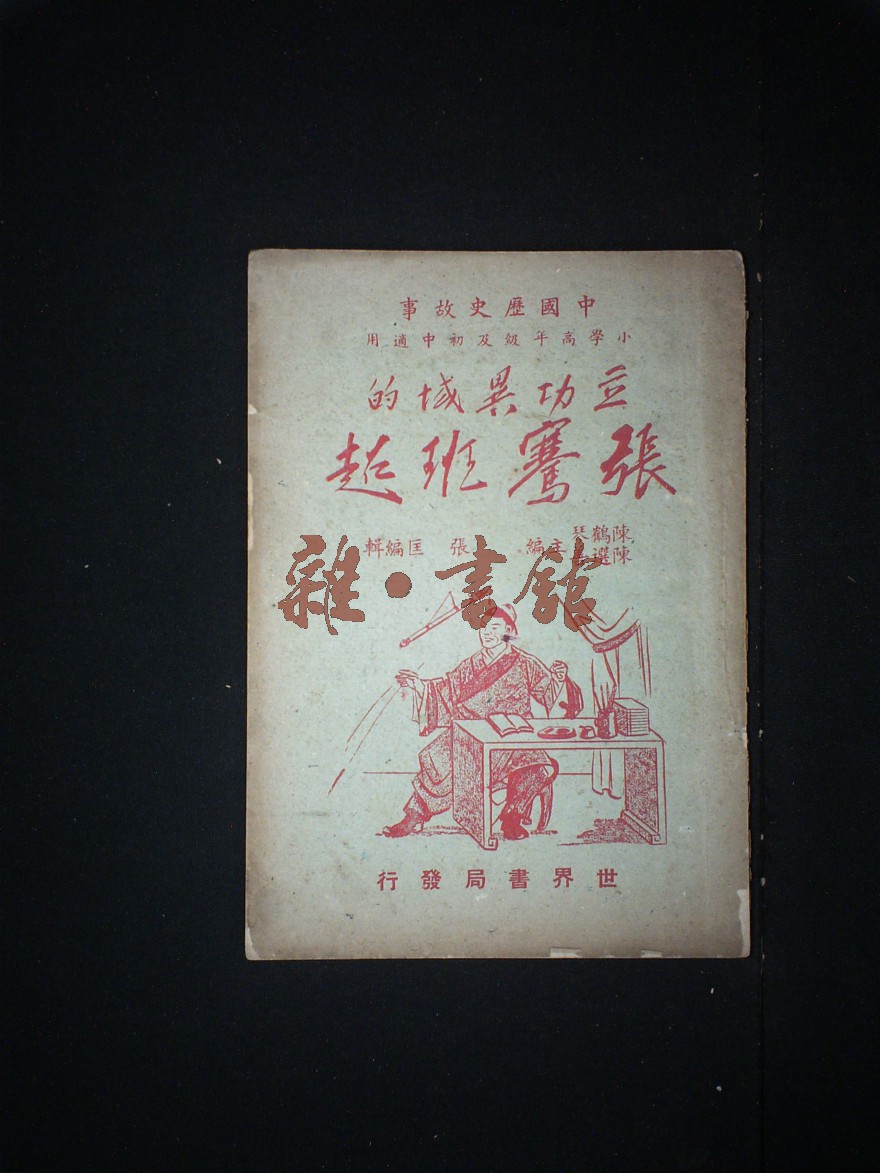 中國歷史故事
小學高年級及初中適用
立功異域的
張騫班超
陳鶴琴 陳選 主編 張匡編輯
雜·書館
世界書局發行